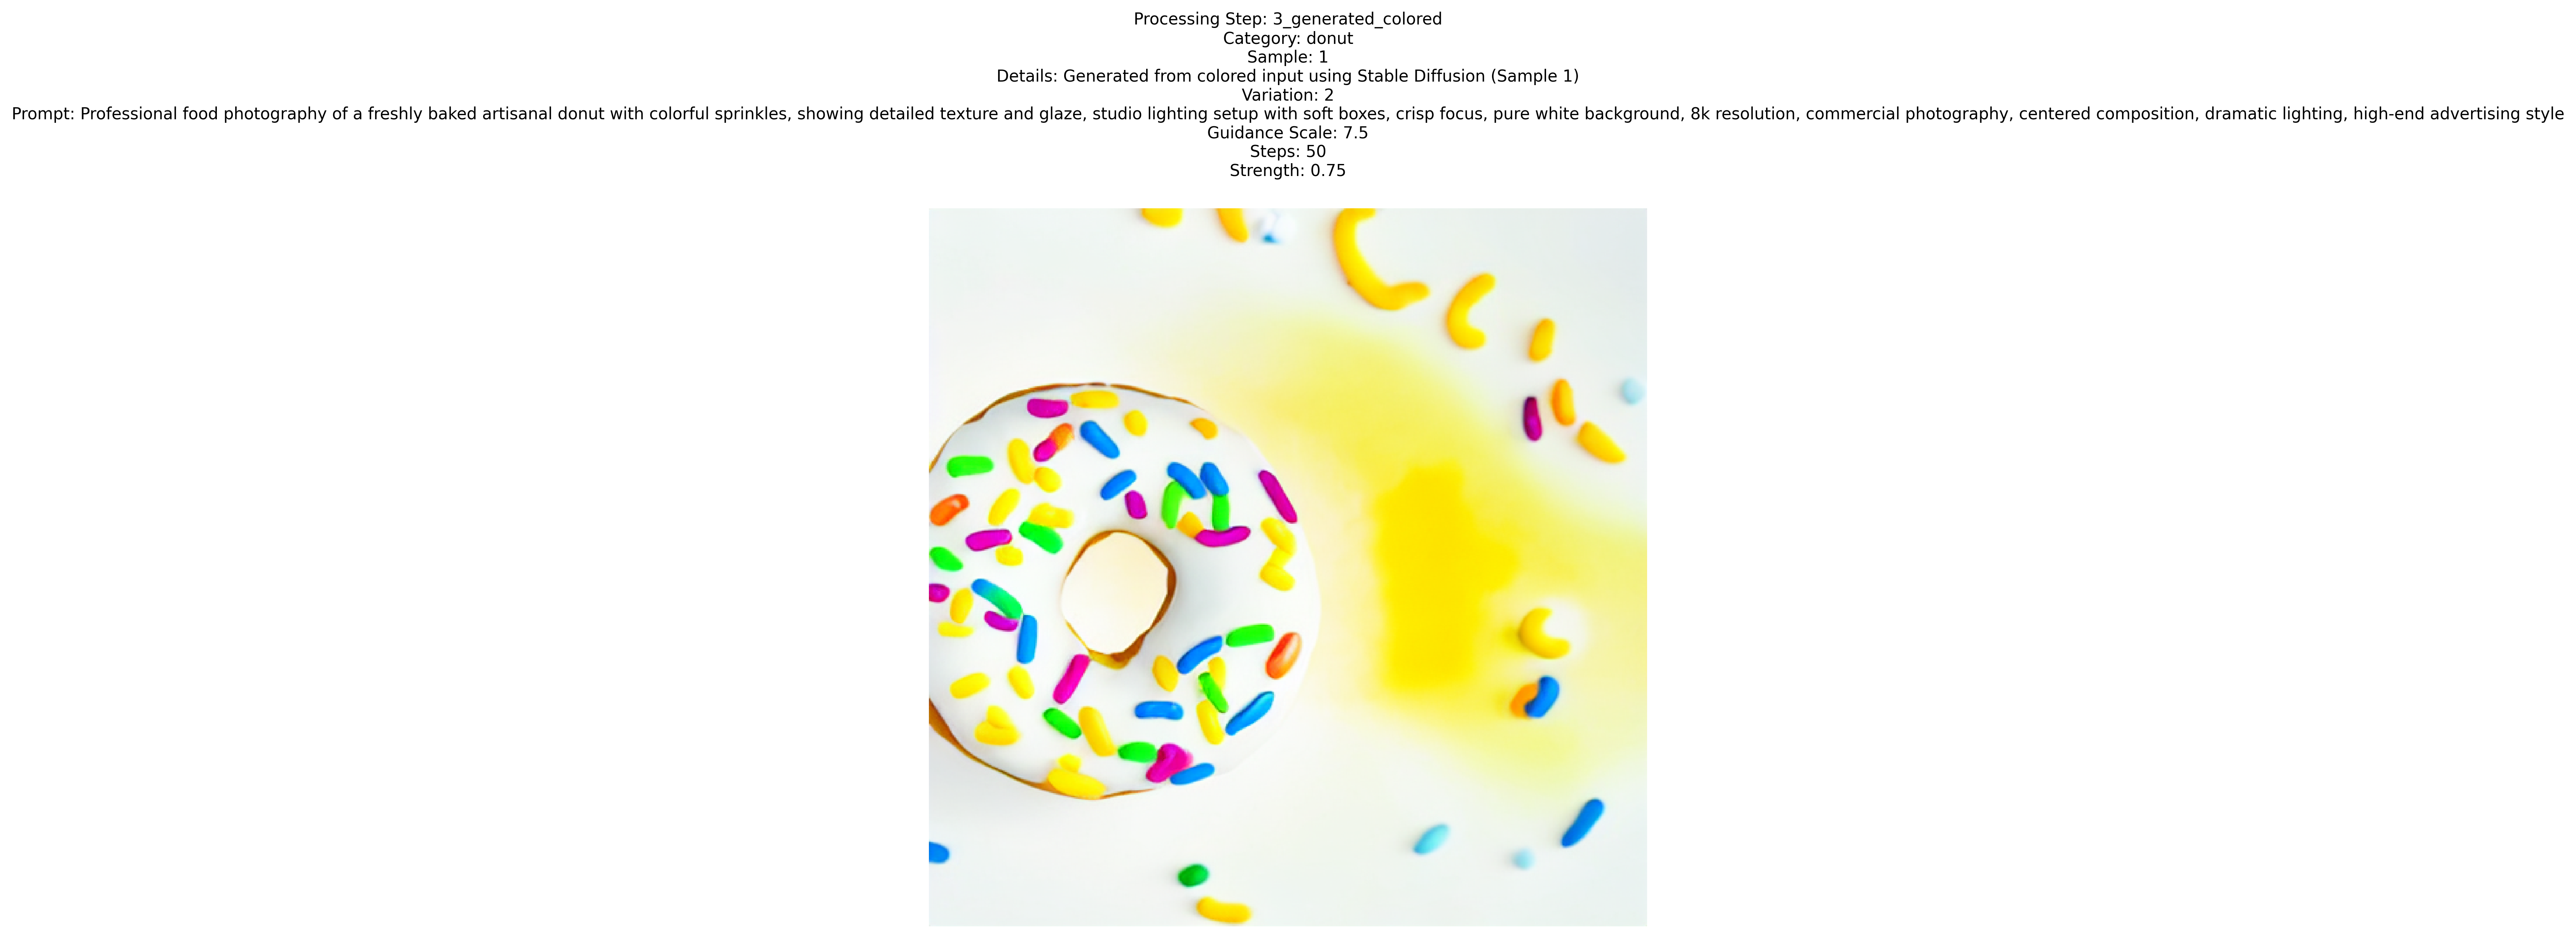 Processing Step: 3_generated_colored
Category: donut
Sample: 1
Details: Generated from colored input using Stable Diffusion (Sample 1)
Variation: 2
Prompt: Professional food photography of a freshly baked artisanal donut with colorful sprinkles, showing detailed texture and glaze, studio lighting setup with soft boxes, crisp focus, pure white background, 8k resolution, commercial photography, centered composition, dramatic lighting, high-end advertising style
Guidance Scale: 7.5
Steps: 50
Strength: 0.75